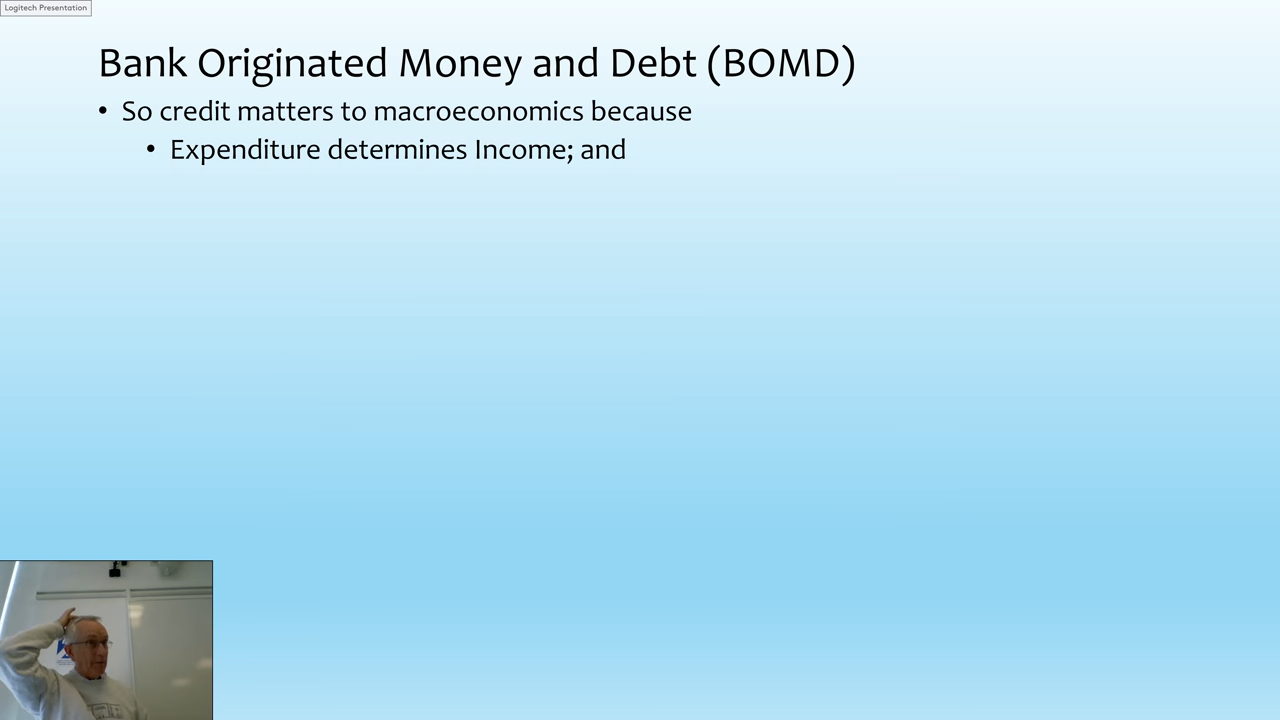 Logitech Presentation
Bank Originated Money and Debt (BOMD)
• So credit matters to macroeconomics because
• Expenditure determines Income; and